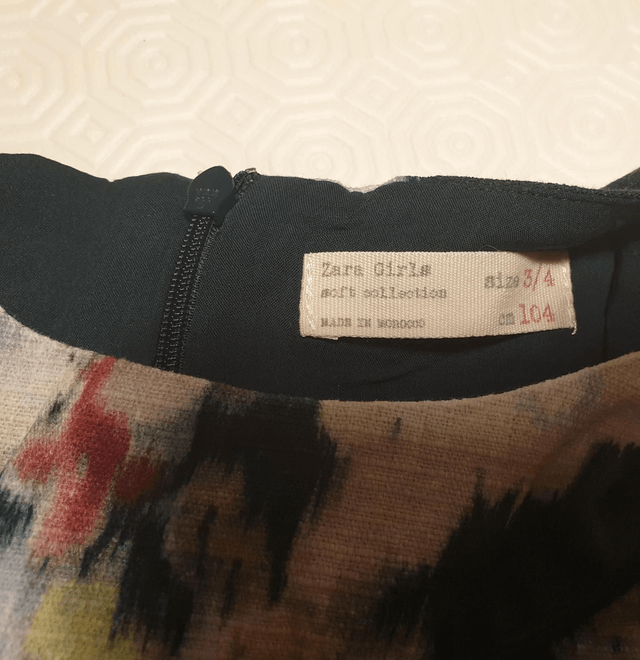 Zara Girls
size 3/4
soft collection
MADE IN MOROCCO
cm 104